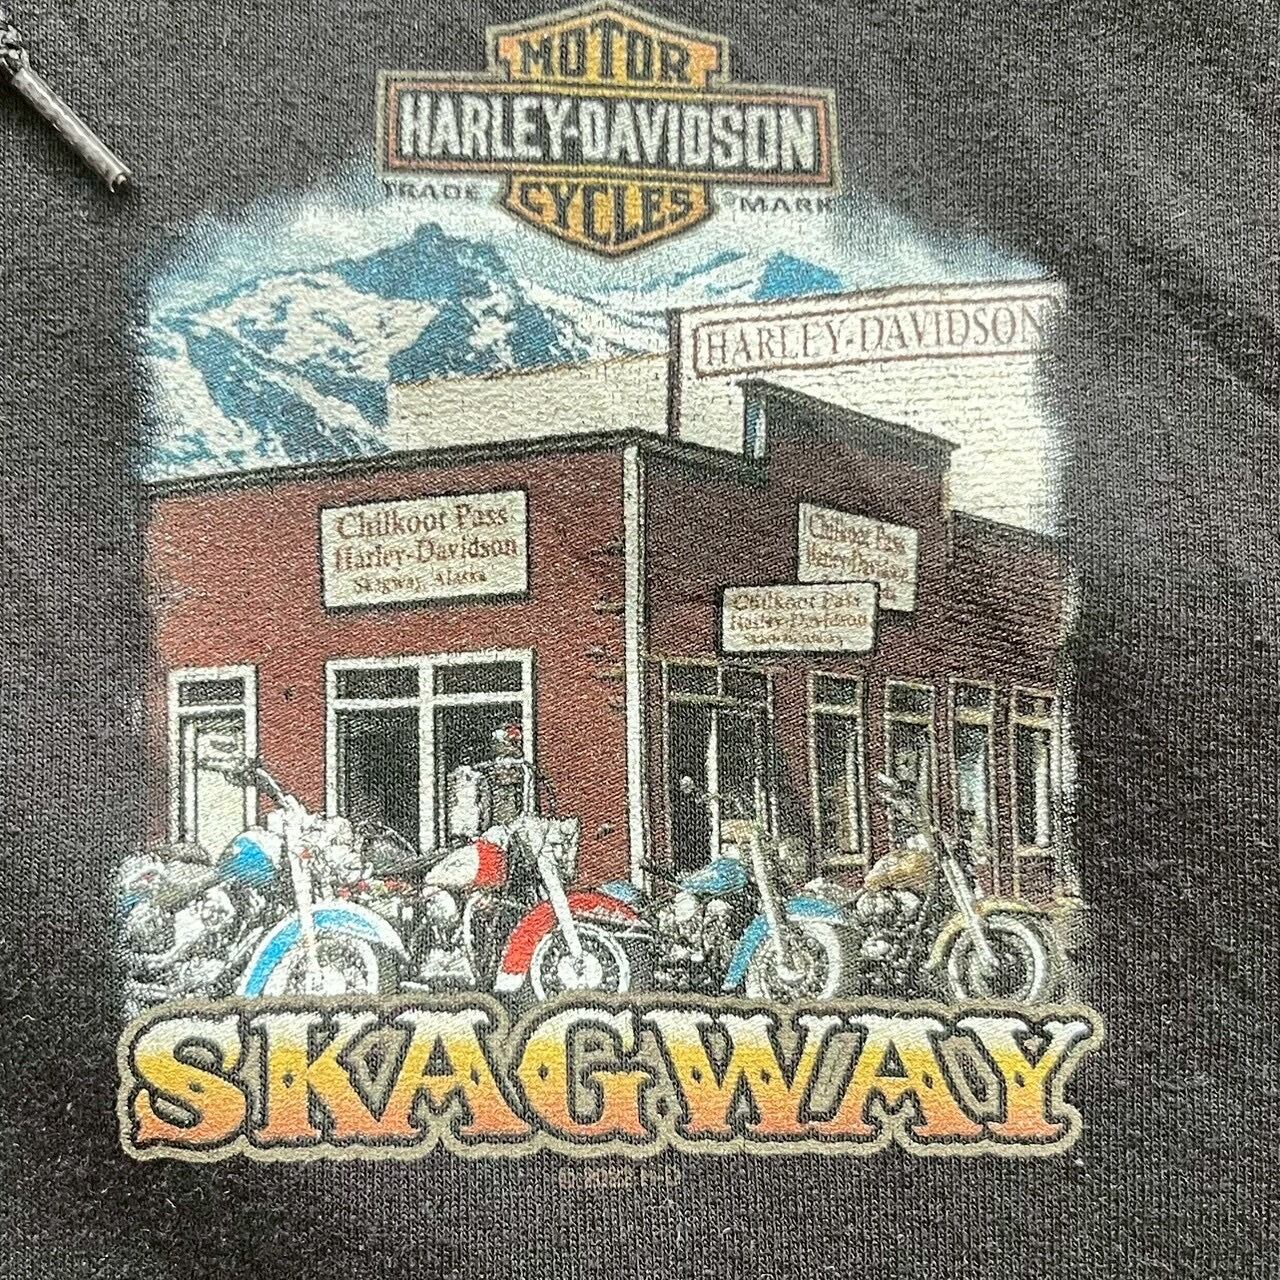 MOTOR
HARLEY-DAVIDSON
TRADE ®MARK
CYCLES
HARLEY-DAVIDSON
Chilkoot Pass
Harley-Davidson
Skagway, Alaska
Chilkoot Pass
Harley-Davidson
Chilkoot Pass
Harley-Davidson
SKAGWAY